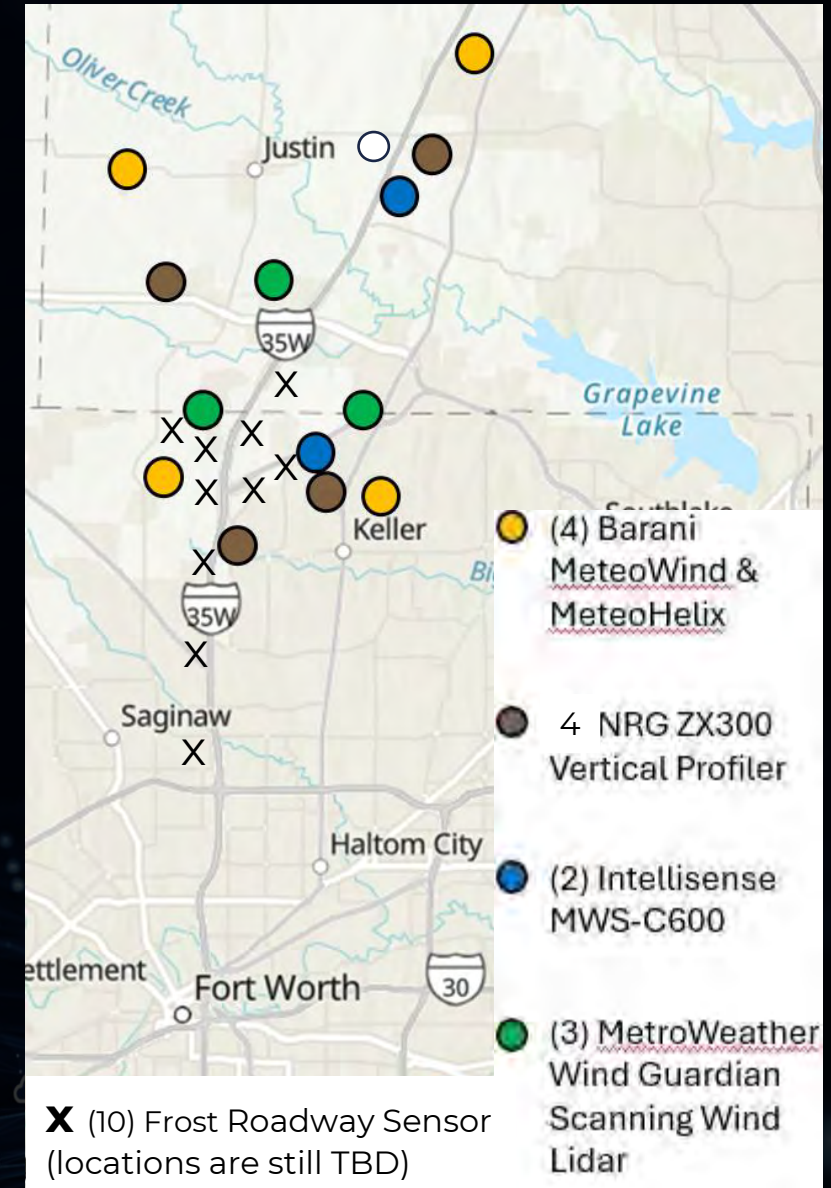 Oliver Creek
Justin
35W
X
Grapevine
Lake
X
X
X
X
X
X
Keller
X
35W
X
Saginaw
X
Haltom City
ettlement
Fort Worth
30
(4) Barani
MeteoWind &
MeteoHelix
4 NRG ZX300
Vertical Profiler
(2) Intellisense
MWS-C600
(3) MetroWeather
Wind Guardian
Scanning Wind
Lidar
X (10) Frost Roadway Sensor
(locations are still TBD)